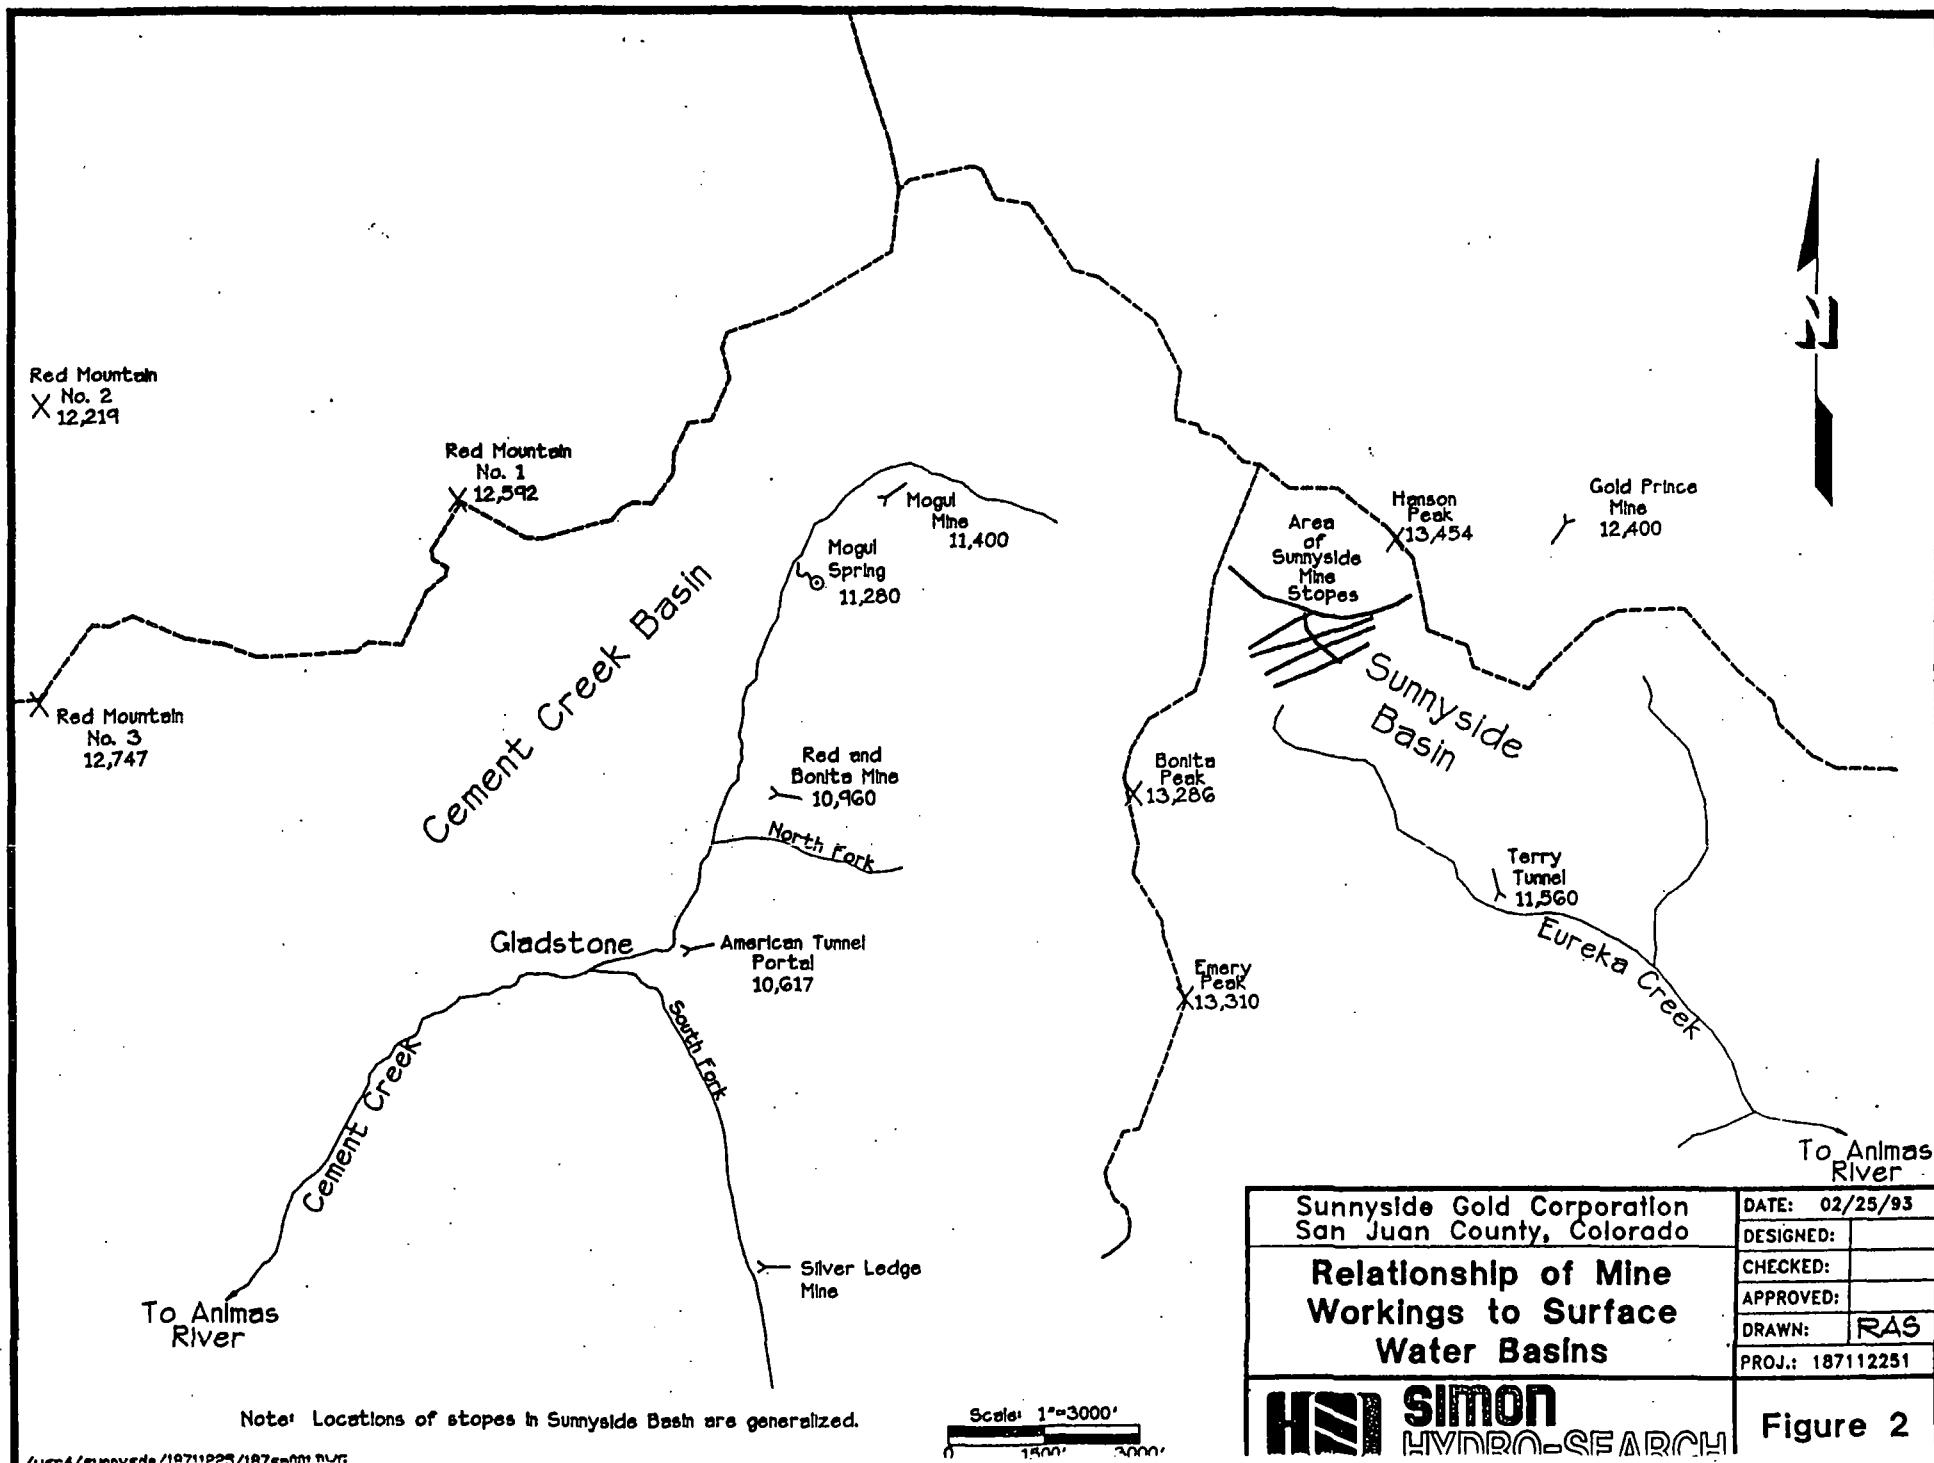 Red Mountain
No. 2
12,219
Red Mountain
No. 1
12,592
Red Mountain
No. 3
12,747
Cement Creek Basin
Mogul
Mine
11,400
Mogul
Spring
11,280
Red and
Bonita Mine
10,960
North Fork
Gladstone
American Tunnel
Portal
10,617
South Fork
Cement Creek
To Animas
River
Silver Ledge
Mine
Area
of
Sunnyside
Mine
Stopes
Hanson
Peak
13,454
Gold Prince
Mine
12,400
N
Sunnyside
Basin
Bonita
Peak
13,286
Emery
Peak
13,310
Terry
Tunnel
11,560
Eureka Creek
To Animas
River
Note: Locations of stopes in Sunnyside Basin are generalized.
Scale: 1"=3000'
0 1500' 3000'
Sunnyside Gold Corporation
San Juan County, Colorado
Relationship of Mine
Workings to Surface
Water Basins
DATE: 02/25/93
DESIGNED:
CHECKED:
APPROVED:
DRAWN: RAS
PROJ.: 187112251
HSI simon
HYDRO-SEARCH
Figure 2